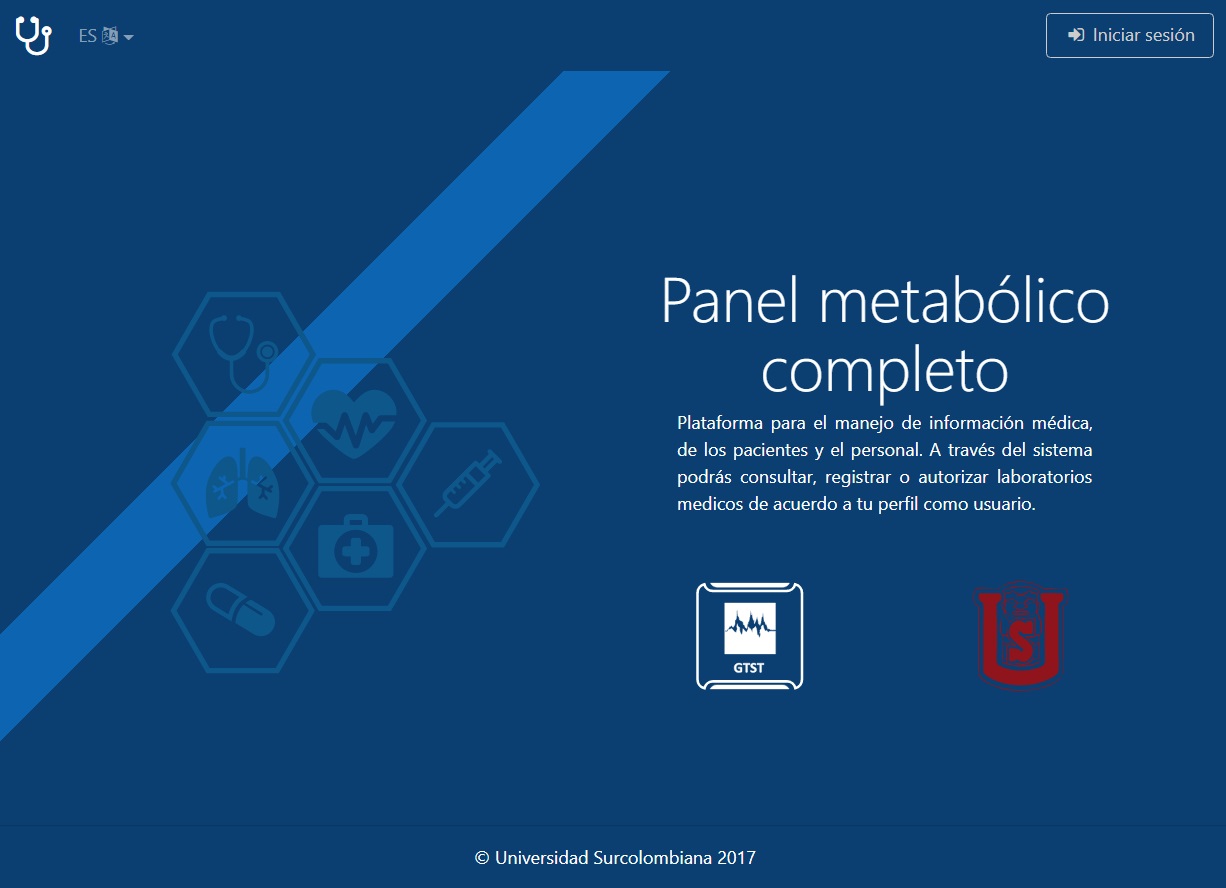 ES
Iniciar sesión
Panel metabólico
completo
Plataforma para el manejo de información médica,
de los pacientes y el personal. A través del sistema
podrás consultar, registrar o autorizar laboratorios
medicos de acuerdo a tu perfil como usuario.
GTST
U S
© Universidad Surcolombiana 2017